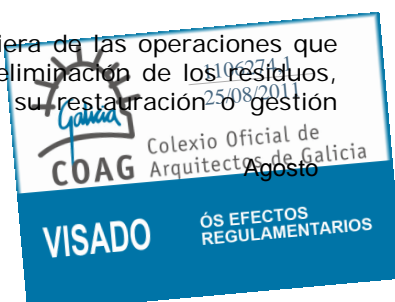 iera de las operaciones que
eliminación de los residuos,
su restauración o gestión
1106274.1
25/08/2011
Galicia
COAG
Colexio Oficial de
Arquitectos de Galicia
Agosto
VISADO
ÓS EFECTOS
REGULAMENTARIOS